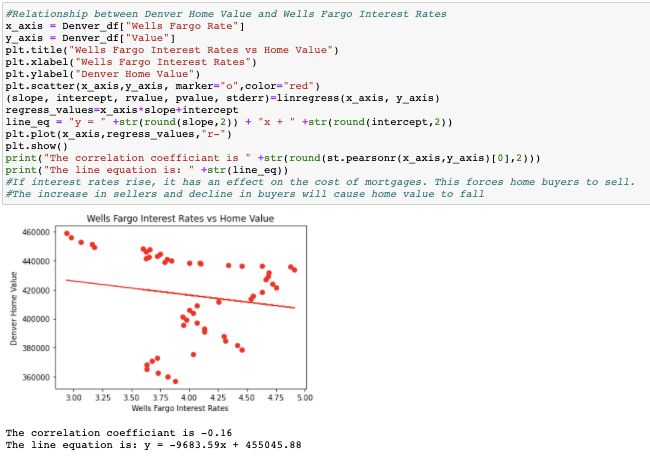 #Relationship between Denver Home Value and Wells Fargo Interest Rates
x_axis = Denver_df["Wells Fargo Rate"]
y_axis = Denver_df["Value"]
plt.title("Wells Fargo Interest Rates vs Home Value")
plt.xlabel("Wells Fargo Interest Rates")
plt.ylabel("Denver Home Value")
plt.scatter(x_axis,y_axis, marker="o",color="red")
(slope, intercept, rvalue, pvalue, stderr)=linregress(x_axis, y_axis)
regress_values=x_axis*slope+intercept
line_eq = "y = " +str(round(slope,2)) + "x + " +str(round(intercept,2))
plt.plot(x_axis,regress_values,"r-")
plt.show()
print("The correlation coefficiant is " +str(round(st.pearsonr(x_axis,y_axis)[0],2)))
print("The line equation is: " +str(line_eq))
#If interest rates rise, it has an effect on the cost of mortgages. This forces home buyers to sell.
#The increase in sellers and decline in buyers will cause home value to fall
Wells Fargo Interest Rates vs Home Value
460000
440000
420000
400000
380000
360000
Denver Home Value
3.00 3.25 3.50 3.75 4.00 4.25 4.50 4.75 5.00
Wells Fargo Interest Rates
The correlation coefficiant is -0.16
The line equation is: y = -9683.59x + 455045.88